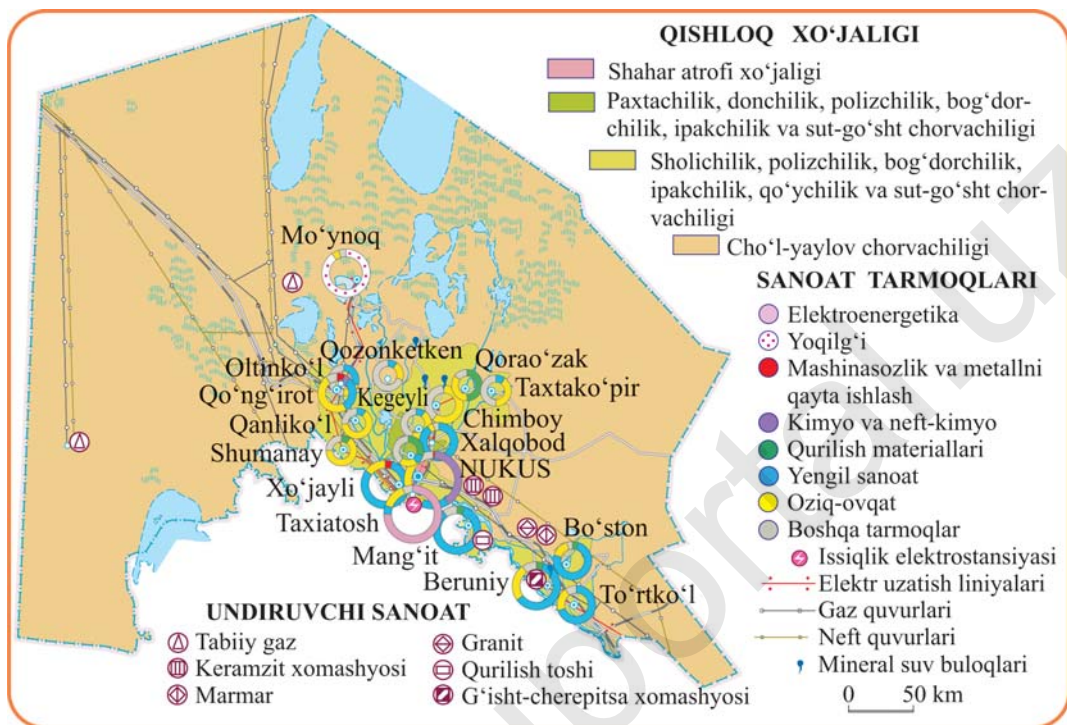 QISHLOQ XO‘JALIGI
Shahar atrofi xo‘jaligi
Paxtachilik, donchilik, polizchilik, bog‘dor-
chilik, ipakchilik va sut-go‘sht chorvachiligi
Sholichilik, polizchilik, bog‘dorchilik,
ipakchilik, qo‘ychilik va sut-go‘sht chor-
vachiligi
Cho‘l-yaylov chorvachiligi
SANOAT TARMOQLARI
Elektroenergetika
Yoqilg‘i
Mashinasozlik va metallni
qayta ishlash
Kimyo va neft-kimyo
Qurilish materiallari
Yengil sanoat
Oziq-ovqat
Boshqa tarmoqlar
Issiqlik elektrostansiyasi
Elektr uzatish liniyalari
Gaz quvurlari
Neft quvurlari
Mineral suv buloqlari
0 50 km
Mo‘ynoq
Qozonketken
Oltinko‘l
Qorao‘zak
Qo‘ng‘irot
Kegeyli
Taxtako‘pir
Qanliko‘l
Chimboy
Shumanay
Xalqobod
NUKUS
Xo‘jayli
Taxiatosh
Mang‘it
Bo‘ston
Beruniy
To‘rtko‘l
UNDIRUVCHI SANOAT
Tabiiy gaz
Keramzit xomashyosi
Marmar
Granit
Qurilish toshi
G‘isht-cherepitsa xomashyosi
portal.uz